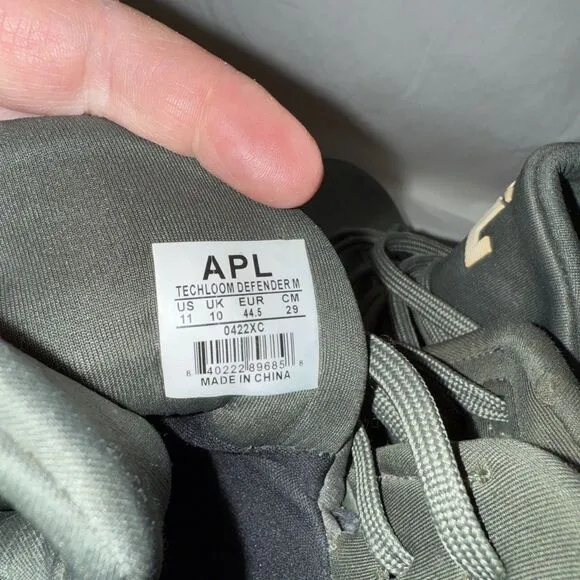 APL
TECHLOOM DEFENDER M
US UK EUR CM
11 10 44.5 29
0422XC
8 40222 89685 8
MADE IN CHINA